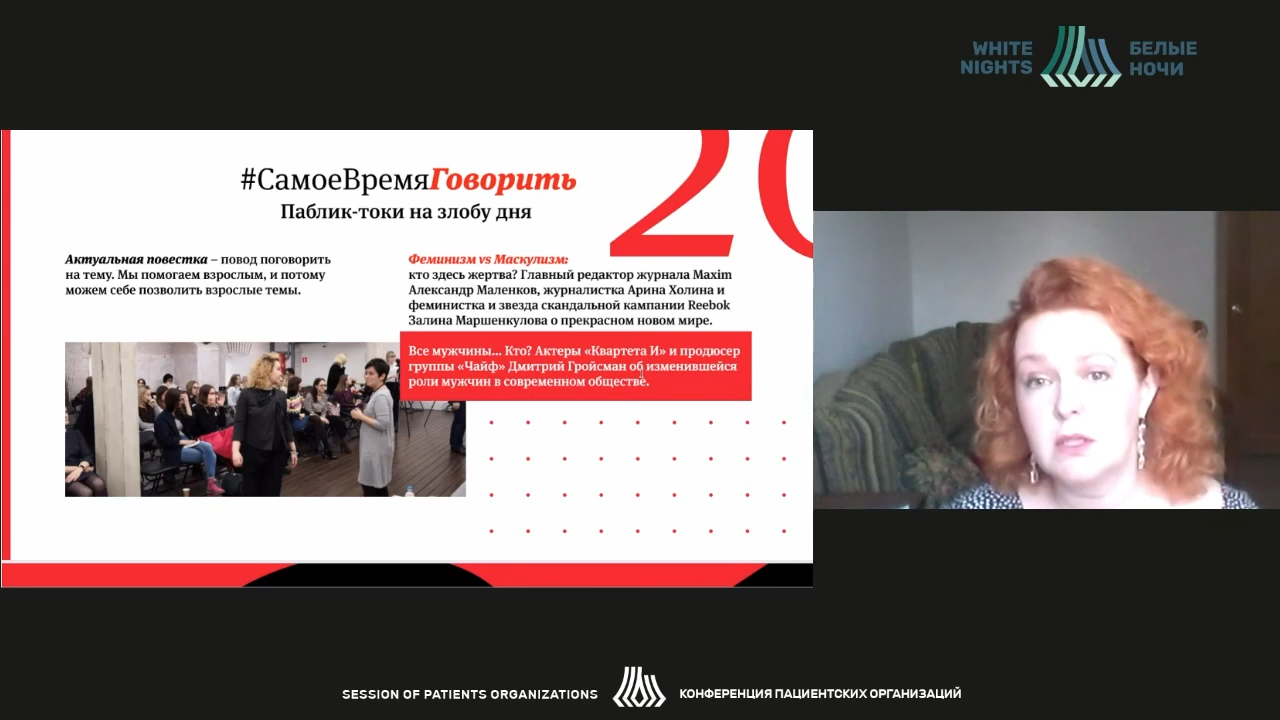 WHITE
NIGHTS
БЕЛЫЕ
НОЧИ
20
#СамоеВремяГоворить
Паблик-токи на злобу дня
Актуальная повестка – повод поговорить
на тему. Мы помогаем взрослым, и потому
можем себе позволить взрослые темы.
Феминизм vs Маскулизм:
кто здесь жертва? Главный редактор журнала Maxim
Александр Маленков, журналистка Арина Холина и
феминистка и звезда скандальной кампании Reebok
Залина Маршенкулова о прекрасном новом мире.
Все мужчины... Кто? Актеры «Квартета И» и продюсер
группы «Чайф» Дмитрий Гройсман об изменившейся
роли мужчин в современном обществе.
SESSION OF PATIENTS ORGANIZATIONS
КОНФЕРЕНЦИЯ ПАЦИЕНТСКИХ ОРГАНИЗАЦИЙ